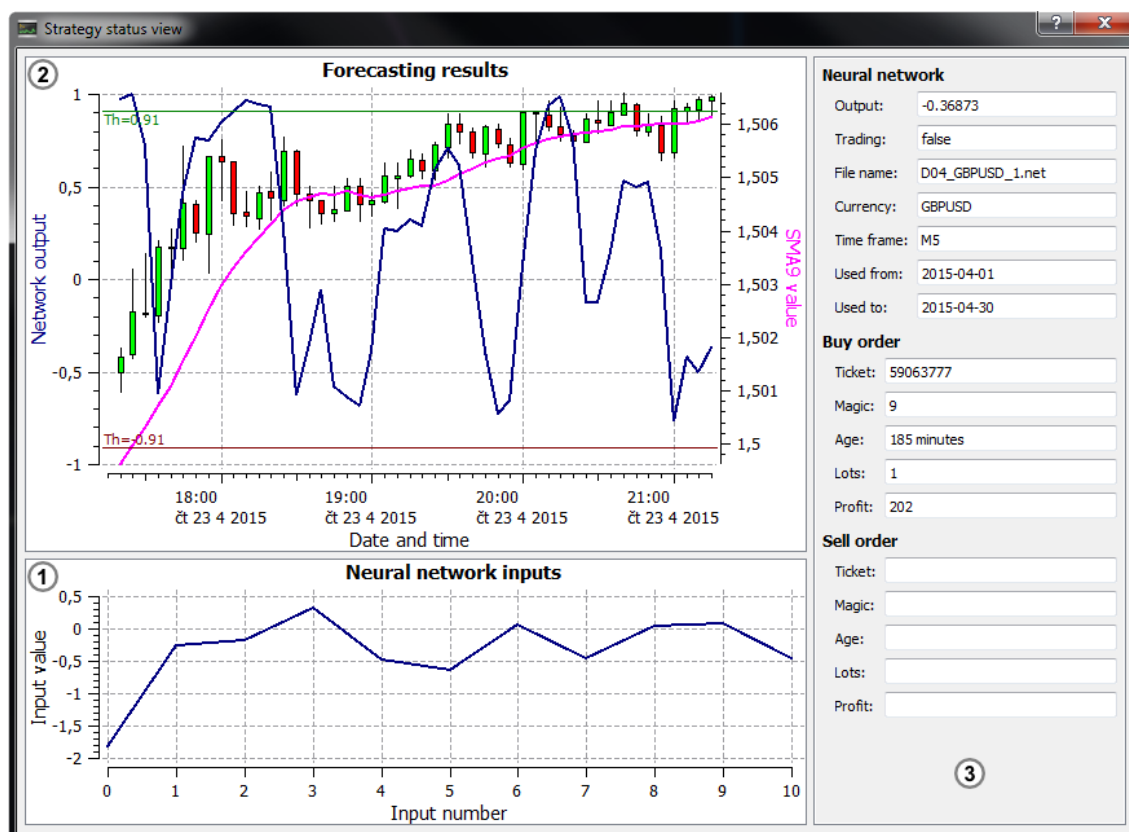 Strategy status view
?
X
2
Forecasting results
1
0,5
0
-0,5
-1
Network output
Th=0.91
Th=-0.91
1,506
1,505
1,504
1,503
1,502
1,501
1,5
SMA9 value
18:00
čt 23 4 2015
19:00
čt 23 4 2015
20:00
čt 23 4 2015
21:00
čt 23 4 2015
Date and time
1
Neural network inputs
0,5
0
-0,5
-1
-1,5
-2
Input value
0 1 2 3 4 5 6 7 8 9 10
Input number
Neural network
Output: -0.36873
Trading: false
File name: D04_GBPUSD_1.net
Currency: GBPUSD
Time frame: M5
Used from: 2015-04-01
Used to: 2015-04-30
Buy order
Ticket: 59063777
Magic: 9
Age: 185 minutes
Lots: 1
Profit: 202
Sell order
Ticket:
Magic:
Age:
Lots:
Profit:
3